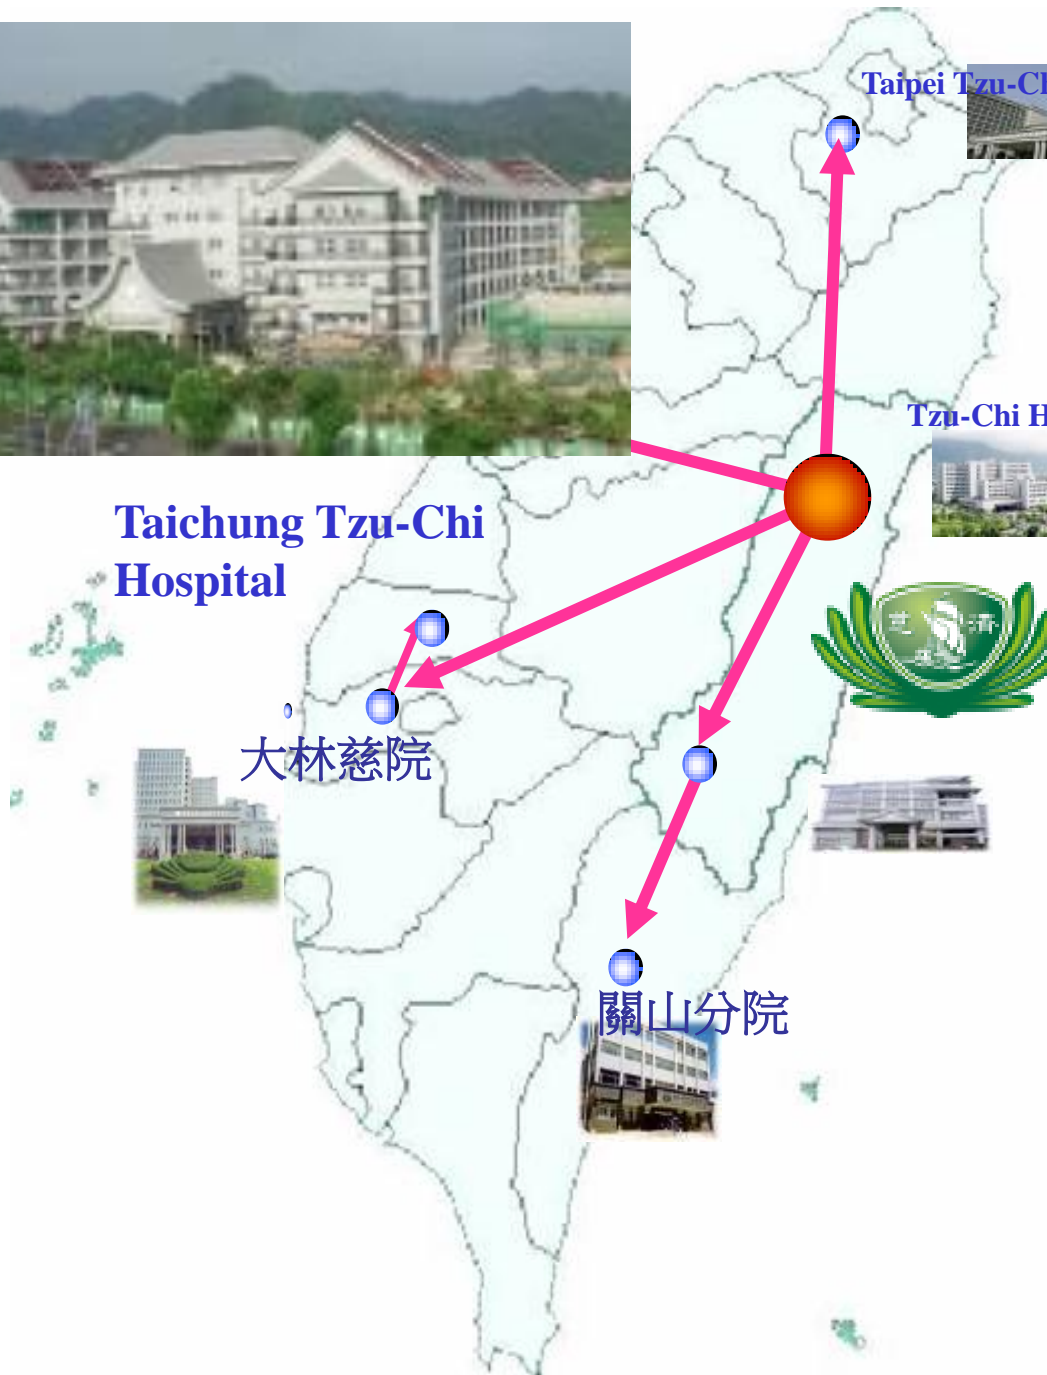 Taipei Tzu-Ch
Tzu-Chi H
Taichung Tzu-Chi
Hospital
大林慈院
關山分院